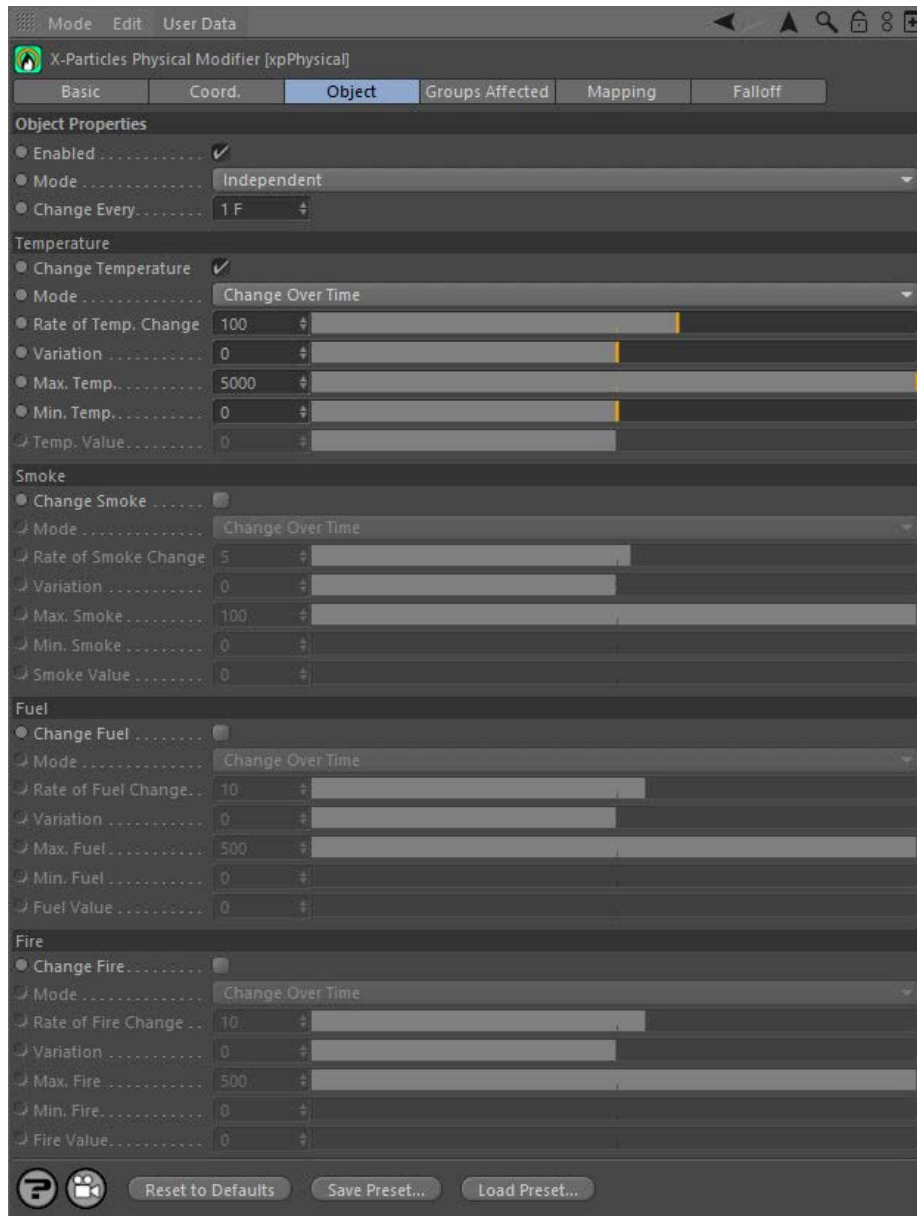 Mode Edit User Data
X-Particles Physical Modifier [xpPhysical]
Basic Coord. Object Groups Affected Mapping Falloff
Object Properties
Enabled . . . . . . . . . . . .
Mode . . . . . . . . . . . . . . Independent
Change Every. . . . . . . . 1 F
Temperature
Change Temperature
Mode . . . . . . . . . . . . . . Change Over Time
Rate of Temp. Change 100
Variation . . . . . . . . . . . 0
Max. Temp. . . . . . . . . . 5000
Min. Temp. . . . . . . . . . 0
Temp. Value. . . . . . . . . 0
Smoke
Change Smoke . . . . . .
Mode . . . . . . . . . . . . . . Change Over Time
Rate of Smoke Change 5
Variation . . . . . . . . . . . 0
Max. Smoke . . . . . . . . . 100
Min. Smoke . . . . . . . . . 0
Smoke Value . . . . . . . . 0
Fuel
Change Fuel . . . . . . . .
Mode . . . . . . . . . . . . . . Change Over Time
Rate of Fuel Change. . 10
Variation . . . . . . . . . . . 0
Max. Fuel . . . . . . . . . . . 500
Min. Fuel . . . . . . . . . . . 0
Fuel Value . . . . . . . . . . 0
Fire
Change Fire. . . . . . . . .
Mode . . . . . . . . . . . . . . Change Over Time
Rate of Fire Change . . 10
Variation . . . . . . . . . . . 0
Max. Fire . . . . . . . . . . . 500
Min. Fire. . . . . . . . . . . . 0
Fire Value. . . . . . . . . . . 0
Reset to Defaults Save Preset... Load Preset...